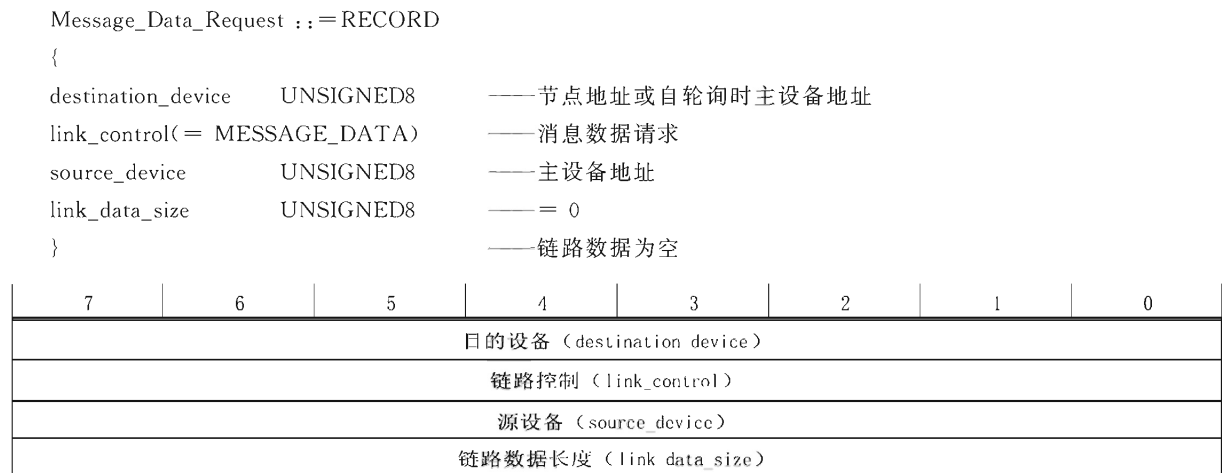 Message_Data_Request ::=RECORD
{
destination_device UNSIGNED8 ——节点地址或自轮询时主设备地址
link_control(= MESSAGE_DATA) ——消息数据请求
source_device UNSIGNED8 ——主设备地址
link_data_size UNSIGNED8 ——= 0
} ——链路数据为空
7 6 5 4 3 2 1 0
目的设备（destination device）
链路控制（link_control）
源设备（source_device）
链路数据长度（link data_size）